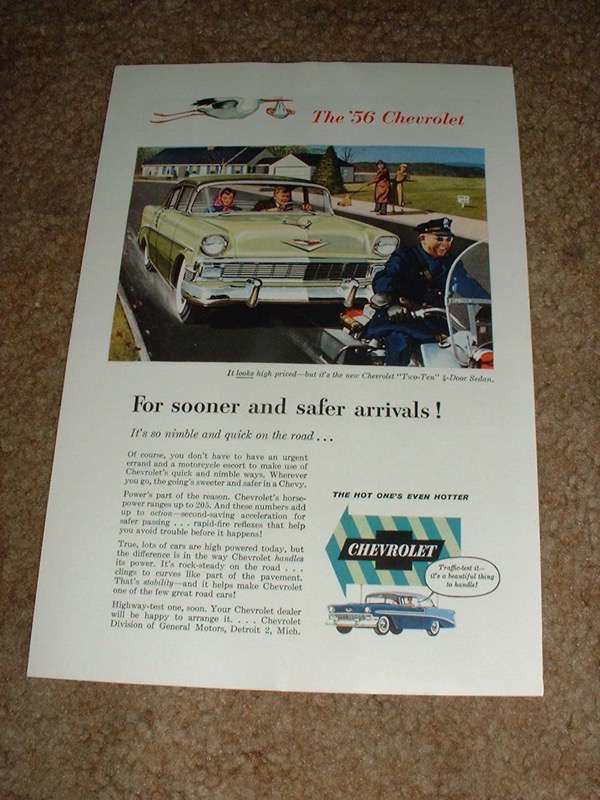 The '56 Chevrolet
It looks high priced—but it's the new Chevrolet "Two-Ten" 4-Door Sedan.
For sooner and safer arrivals!
It's so nimble and quick on the road...
Of course, you don't have to have an urgent
errand and a motorcycle escort to make use of
Chevrolet's quick and nimble ways. Wherever
you go, the going's sweeter and safer in a Chevy.
Power's part of the reason. Chevrolet's horse-
power ranges up to 205. And these numbers add
up to action—second-saving acceleration for
safer passing . . . rapid-fire reflexes that help
you avoid trouble before it happens!
True, lots of cars are high powered today, but
the difference is in the way Chevrolet handles
its power. It's rock-steady on the road . . .
clings to curves like part of the pavement.
That's stability—and it helps make Chevrolet
one of the few great road cars!
Highway-test one, soon. Your Chevrolet dealer
will be happy to arrange it. . . . Chevrolet
Division of General Motors, Detroit 2, Mich.
THE HOT ONE'S EVEN HOTTER
CHEVROLET
Traffic-test it—
it's a beautiful thing
to handle!